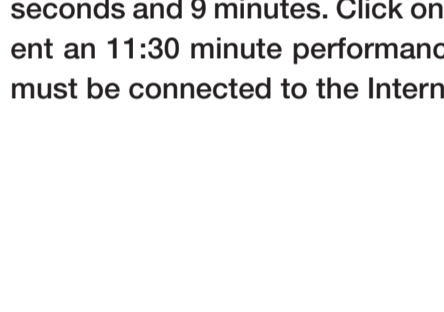 seconds and 9 minutes. Click on
ent an 11:30 minute performanc
must be connected to the Intern